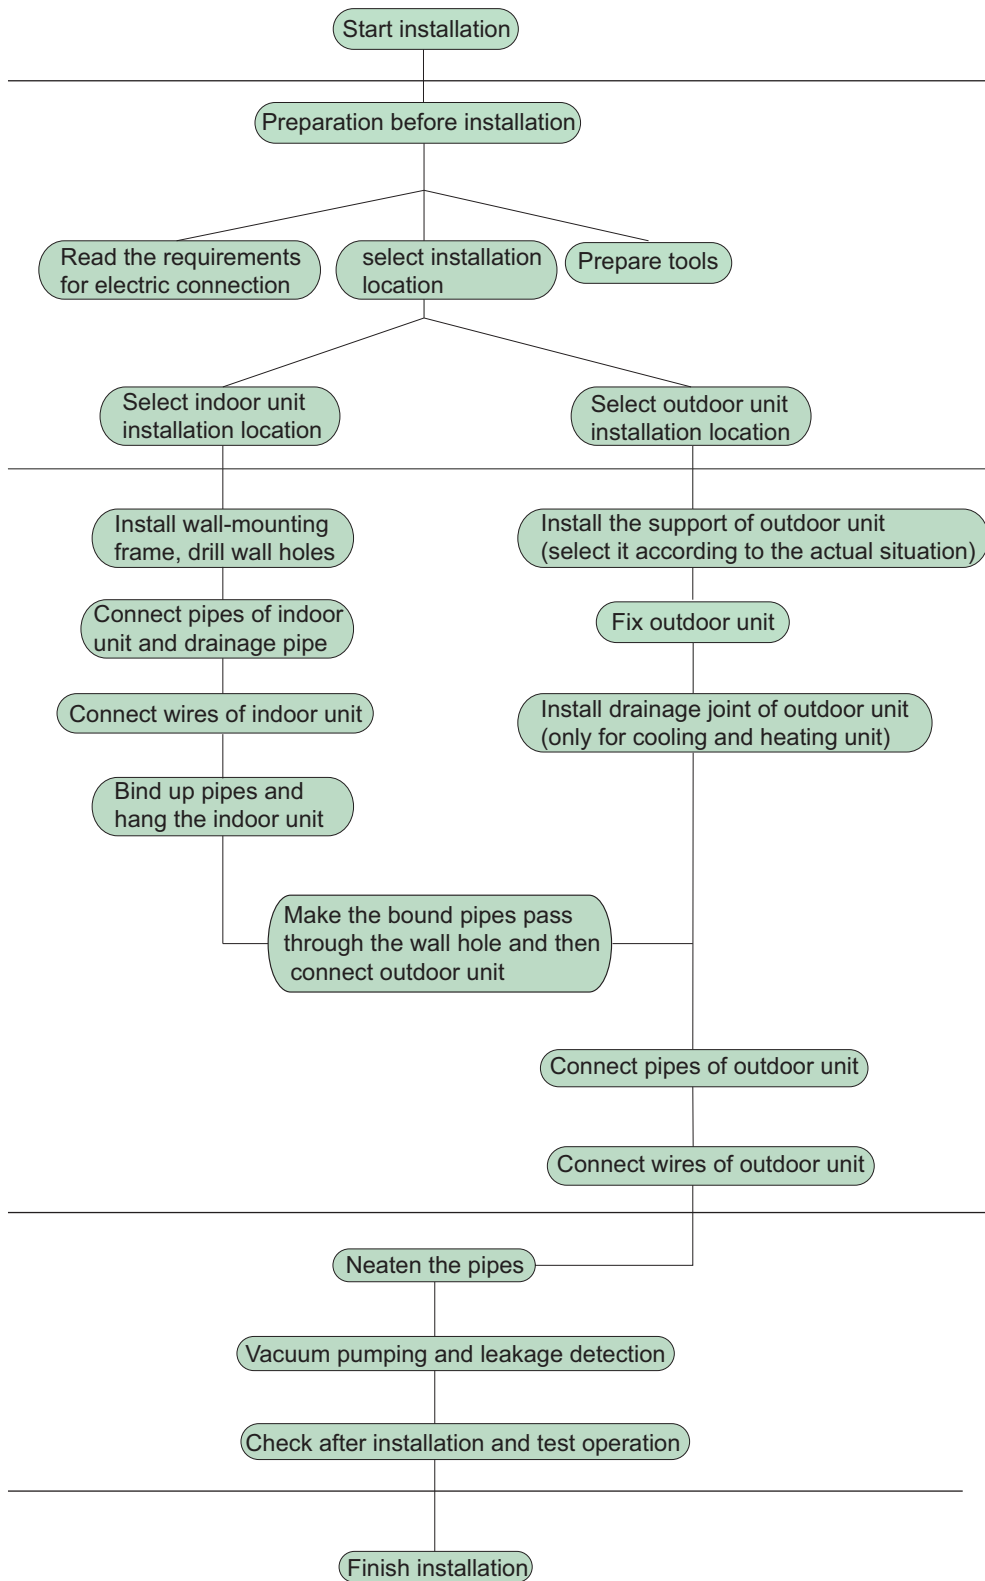 Start installation
Preparation before installation
Read the requirements
for electric connection
select installation
location
Prepare tools
Select indoor unit
installation location
Select outdoor unit
installation location
Install wall-mounting
frame, drill wall holes
Install the support of outdoor unit
(select it according to the actual situation)
Connect pipes of indoor
unit and drainage pipe
Fix outdoor unit
Connect wires of indoor unit
Install drainage joint of outdoor unit
(only for cooling and heating unit)
Bind up pipes and
hang the indoor unit
Make the bound pipes pass
through the wall hole and then
connect outdoor unit
Connect pipes of outdoor unit
Connect wires of outdoor unit
Neaten the pipes
Vacuum pumping and leakage detection
Check after installation and test operation
Finish installation